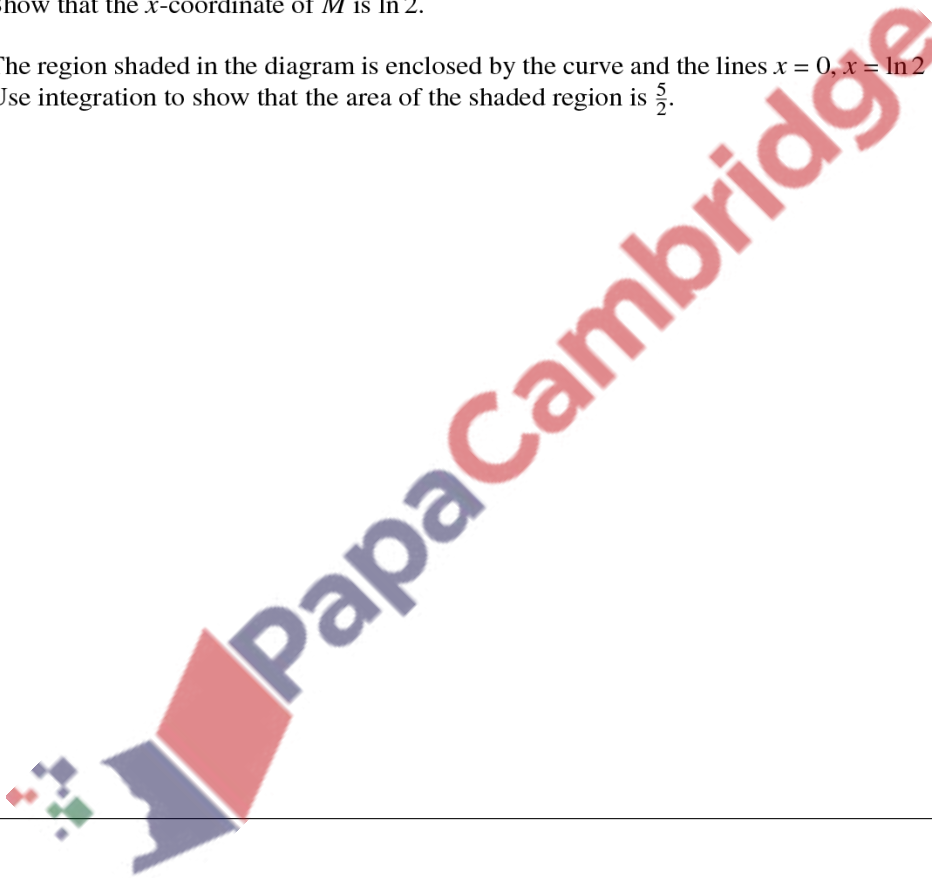 how that the x-coordinate of M is ln 2.
he region shaded in the diagram is enclosed by the curve and the lines x = 0, x = ln 2
Use integration to show that the area of the shaded region is 5/2.
PapaCambridge